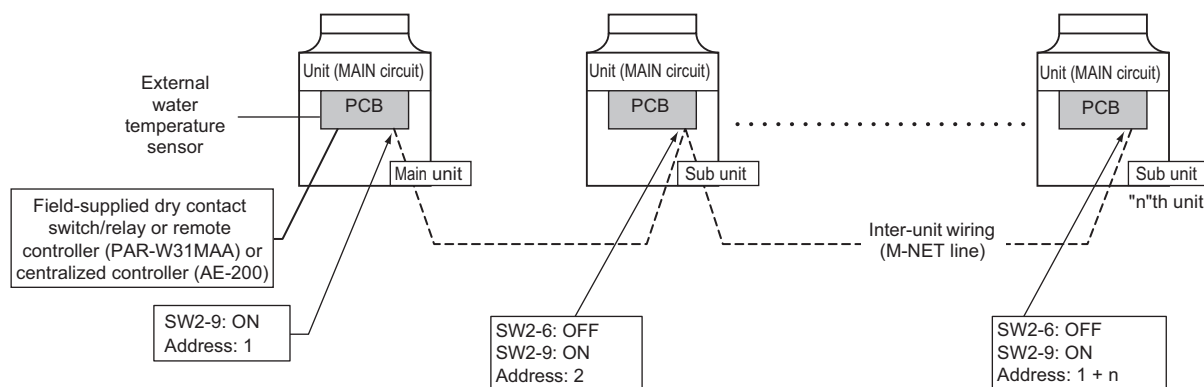 Unit (MAIN circuit)
PCB
External
water
temperature
sensor
Main unit
Field-supplied dry contact
switch/relay or remote
controller (PAR-W31MAA) or
centralized controller (AE-200)
SW2-9: ON
Address: 1
Unit (MAIN circuit)
PCB
Sub unit
SW2-6: OFF
SW2-9: ON
Address: 2
Unit (MAIN circuit)
PCB
Sub unit
"n"th unit
Inter-unit wiring
(M-NET line)
SW2-6: OFF
SW2-9: ON
Address: 1 + n